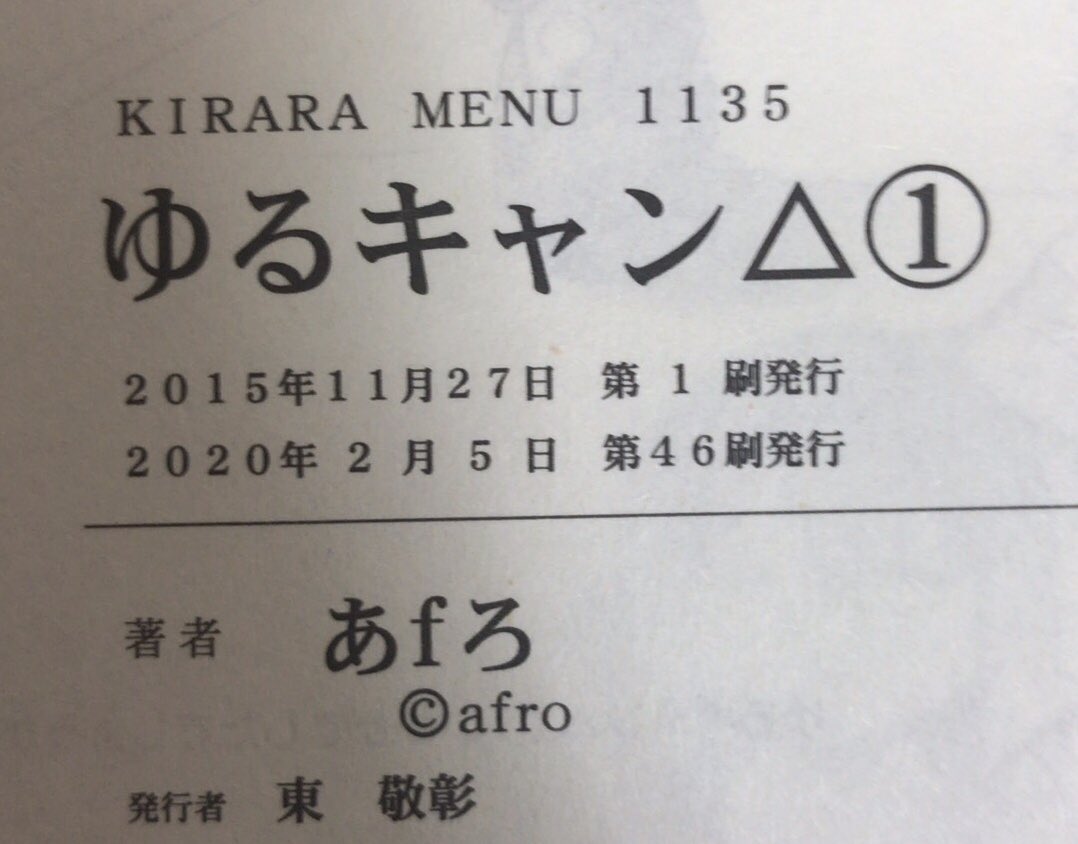 KIRARA MENU 1135
ゆるキャン△①
2015年11月27日 第1刷発行
2020年2月5日 第46刷発行
著者 あfろ
©afro
発行者 東 敬彰